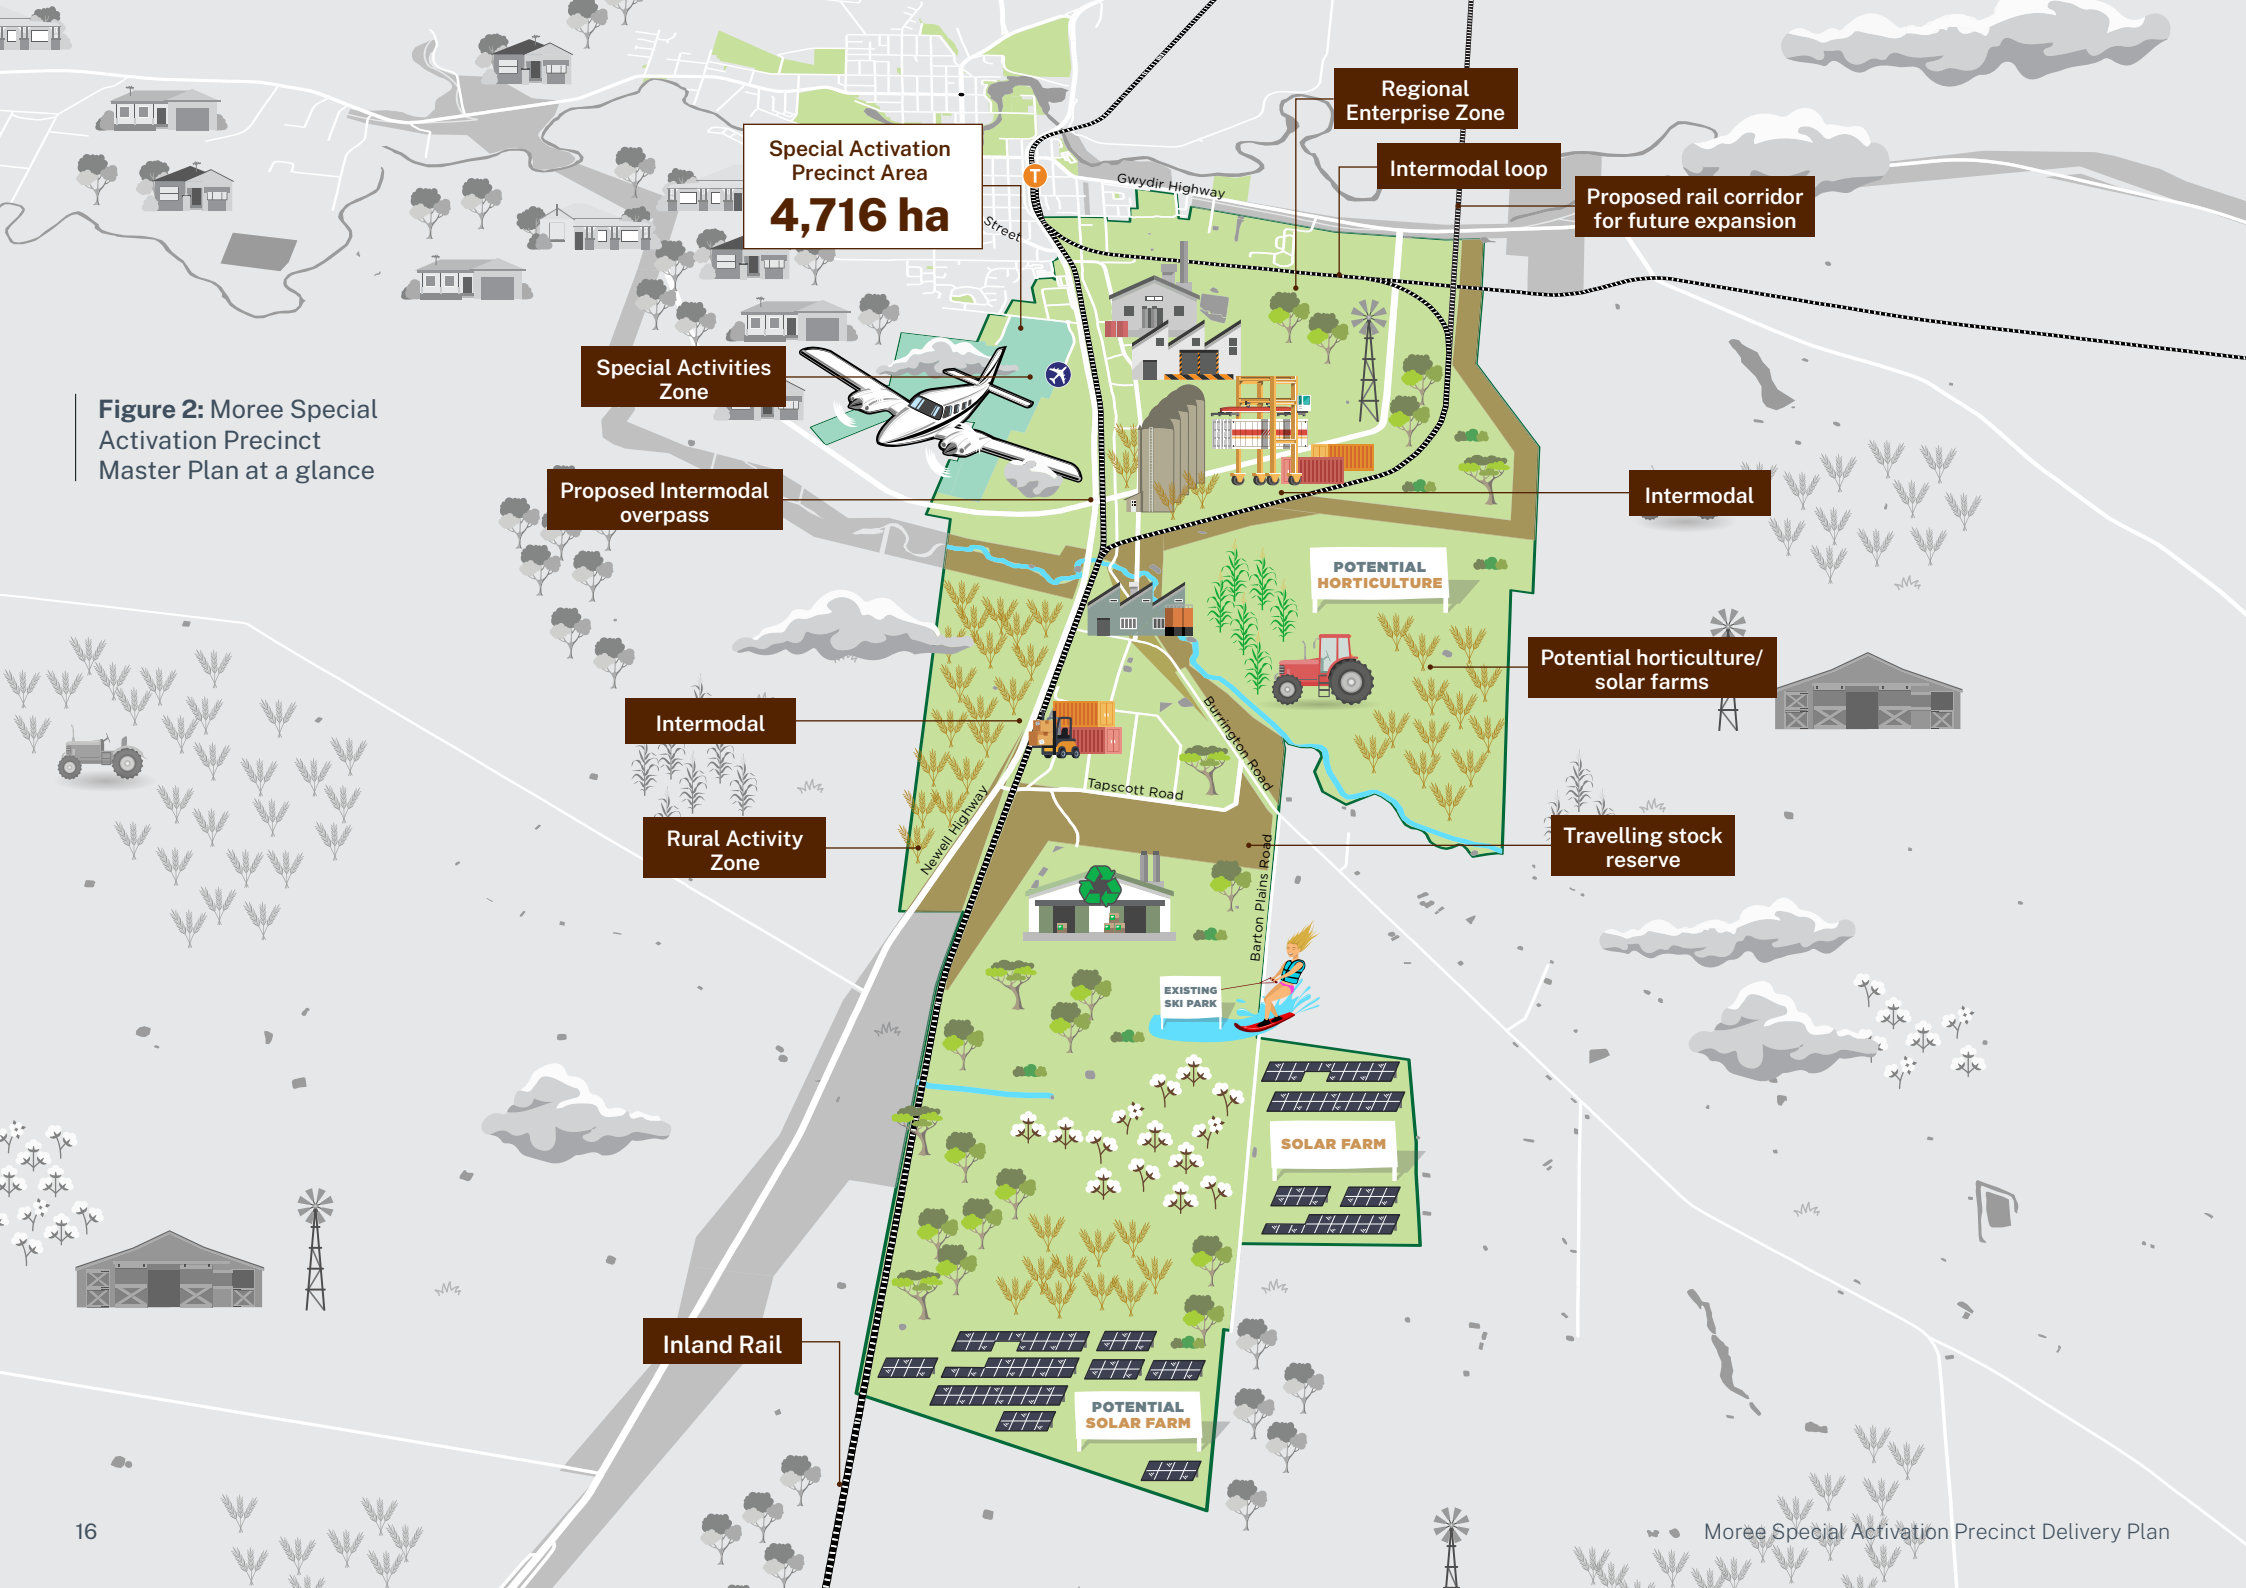 Regional
Enterprise Zone
Intermodal loop
Proposed rail corridor
for future expansion
Special Activation
Precinct Area
4,716 ha
T
Gwydir Highway
Street
Special Activities
Zone
Figure 2: Moree Special
Activation Precinct
Master Plan at a glance
Proposed Intermodal
overpass
Intermodal
POTENTIAL
HORTICULTURE
Potential horticulture/
solar farms
Intermodal
Burrington Road
Tapscott Road
Newell Highway
Rural Activity
Zone
Travelling stock
reserve
Barton Plains Road
EXISTING
SKI PARK
SOLAR FARM
Inland Rail
POTENTIAL
SOLAR FARM
16
Moree Special Activation Precinct Delivery Plan